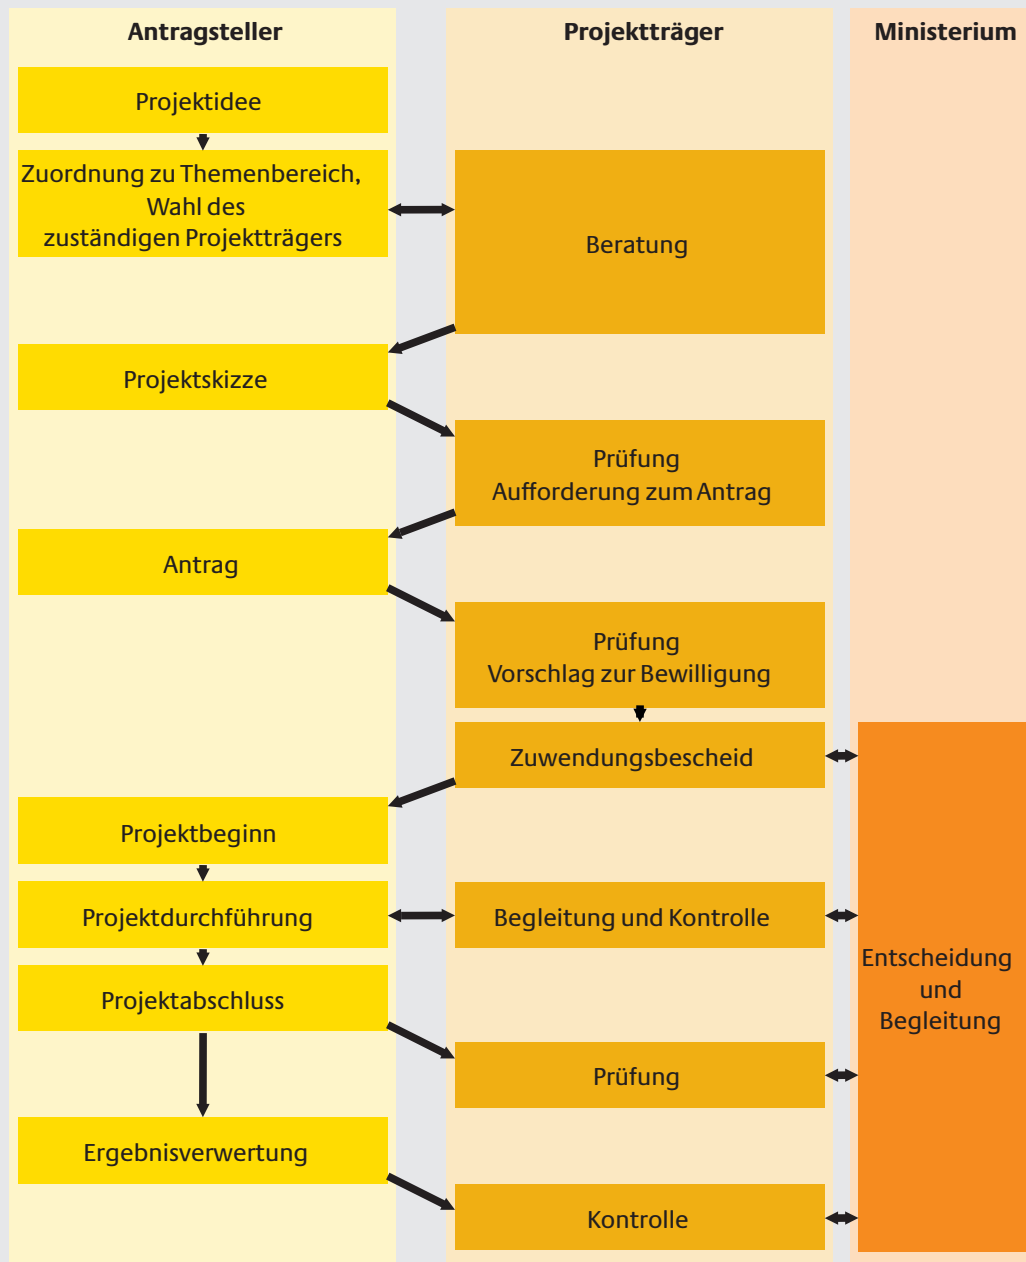 Antragsteller
Projektträger
Ministerium
Projektidee
Zuordnung zu Themenbereich,
Wahl des
zuständigen Projektträgers
Beratung
Projektskizze
Prüfung
Aufforderung zum Antrag
Antrag
Prüfung
Vorschlag zur Bewilligung
Zuwendungsbescheid
Projektbeginn
Projektdurchführung
Begleitung und Kontrolle
Entscheidung
und
Begleitung
Projektabschluss
Prüfung
Ergebnisverwertung
Kontrolle